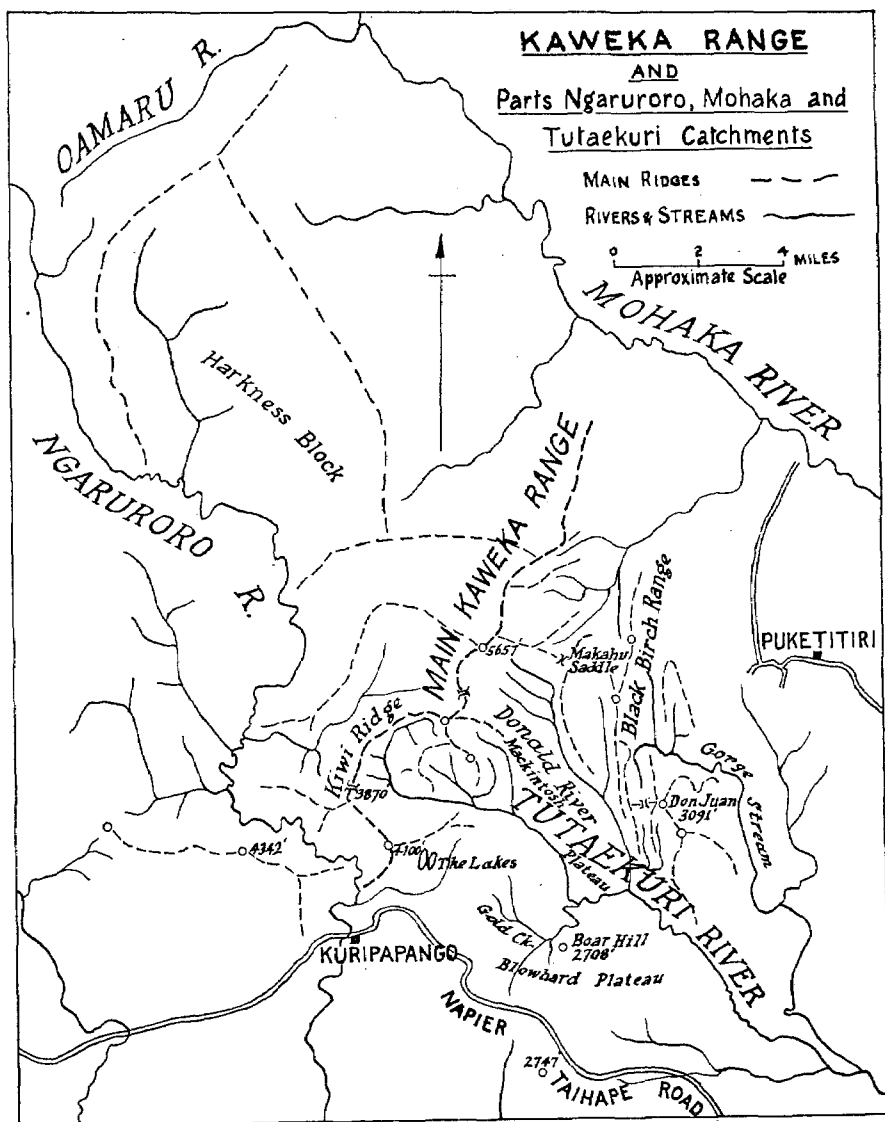 KAWEKA RANGE
AND
Parts Ngaruroro, Mohaka and
Tutaekuri Catchments
MAIN RIDGES
RIVERS & STREAMS
0 2 4 MILES
Approximate Scale
OAMARU R.
MOHAKA RIVER
Harkness Block
NGARURORO R.
MAIN KAWEKA RANGE
5657'
Makahu
Saddle
Black Birch Range
PUKETITIRI
Kiwi Ridge
3870'
Donald River
Mackintosh
Plateau
TUTAEKURI RIVER
Gorge
Stream
Don Juan
3091'
4342'
4100'
The Lakes
Gold Ck.
Boar Hill
2708'
Blowhard Plateau
KURIPAPANGO
NAPIER
2747'
TAIHAPE ROAD